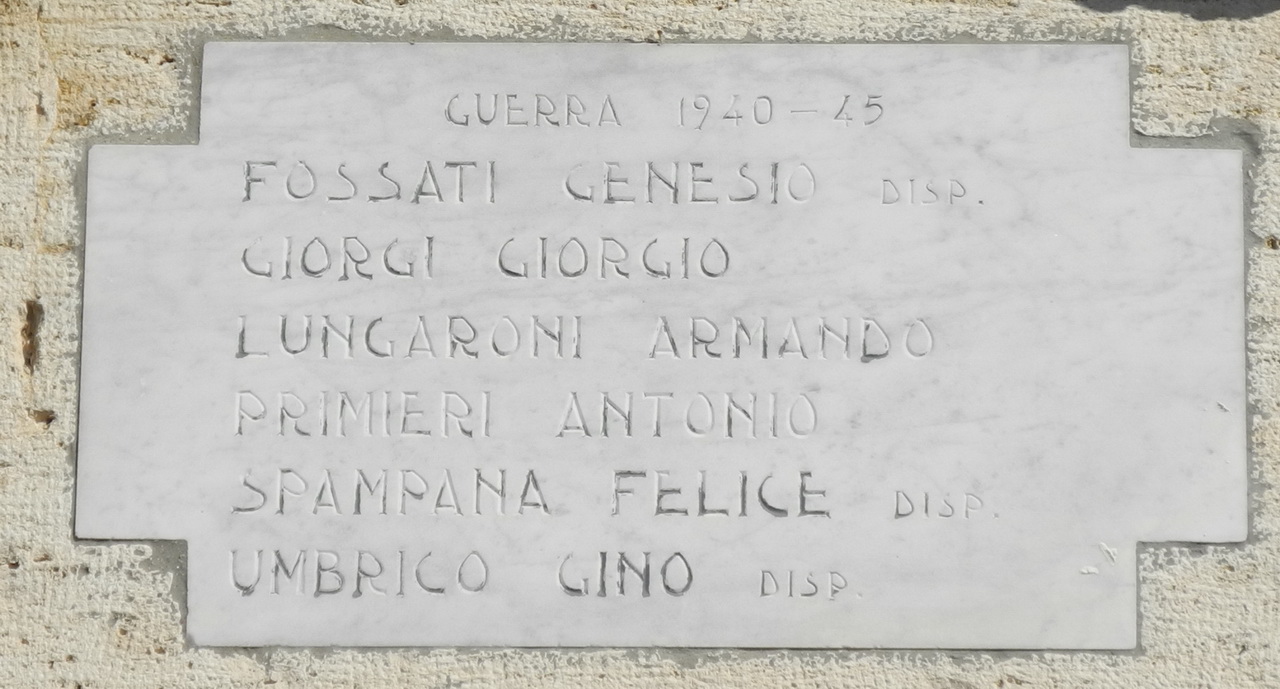 GUERRA 1940-45
FOSSATI GENESIO DISP.
GIORGI GIORGIO
LUNGARONI ARMANDO
PRIMIERI ANTONIO
SPAMPANA FELICE DISP.
UMBRICO GINO DISP.